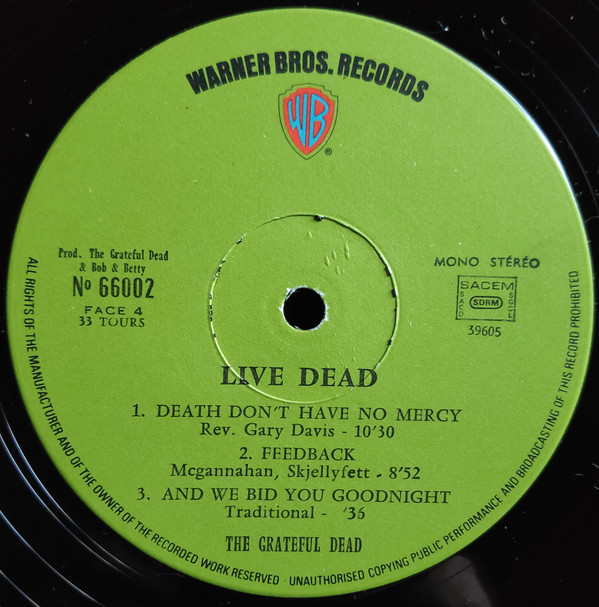 WARNER BROS. RECORDS
WB
®
Prod. The Grateful Dead
& Bob & Betty
Nº 66002
FACE 4
33 TOURS
MONO STÉRÉO
SACEM
SACD
SDRM
SGDL
39605
LIVE DEAD
1. DEATH DON'T HAVE NO MERCY
Rev. Gary Davis - 10'30
2. FEEDBACK
Mcgannahan, Skjellyfett - 8'52
3. AND WE BID YOU GOODNIGHT
Traditional - '36
THE GRATEFUL DEAD
ALL RIGHTS OF THE MANUFACTURER AND OF THE OWNER OF THE RECORDED WORK RESERVED · UNAUTHORISED COPYING PUBLIC PERFORMANCE AND BROADCASTING OF THIS RECORD PROHIBITED